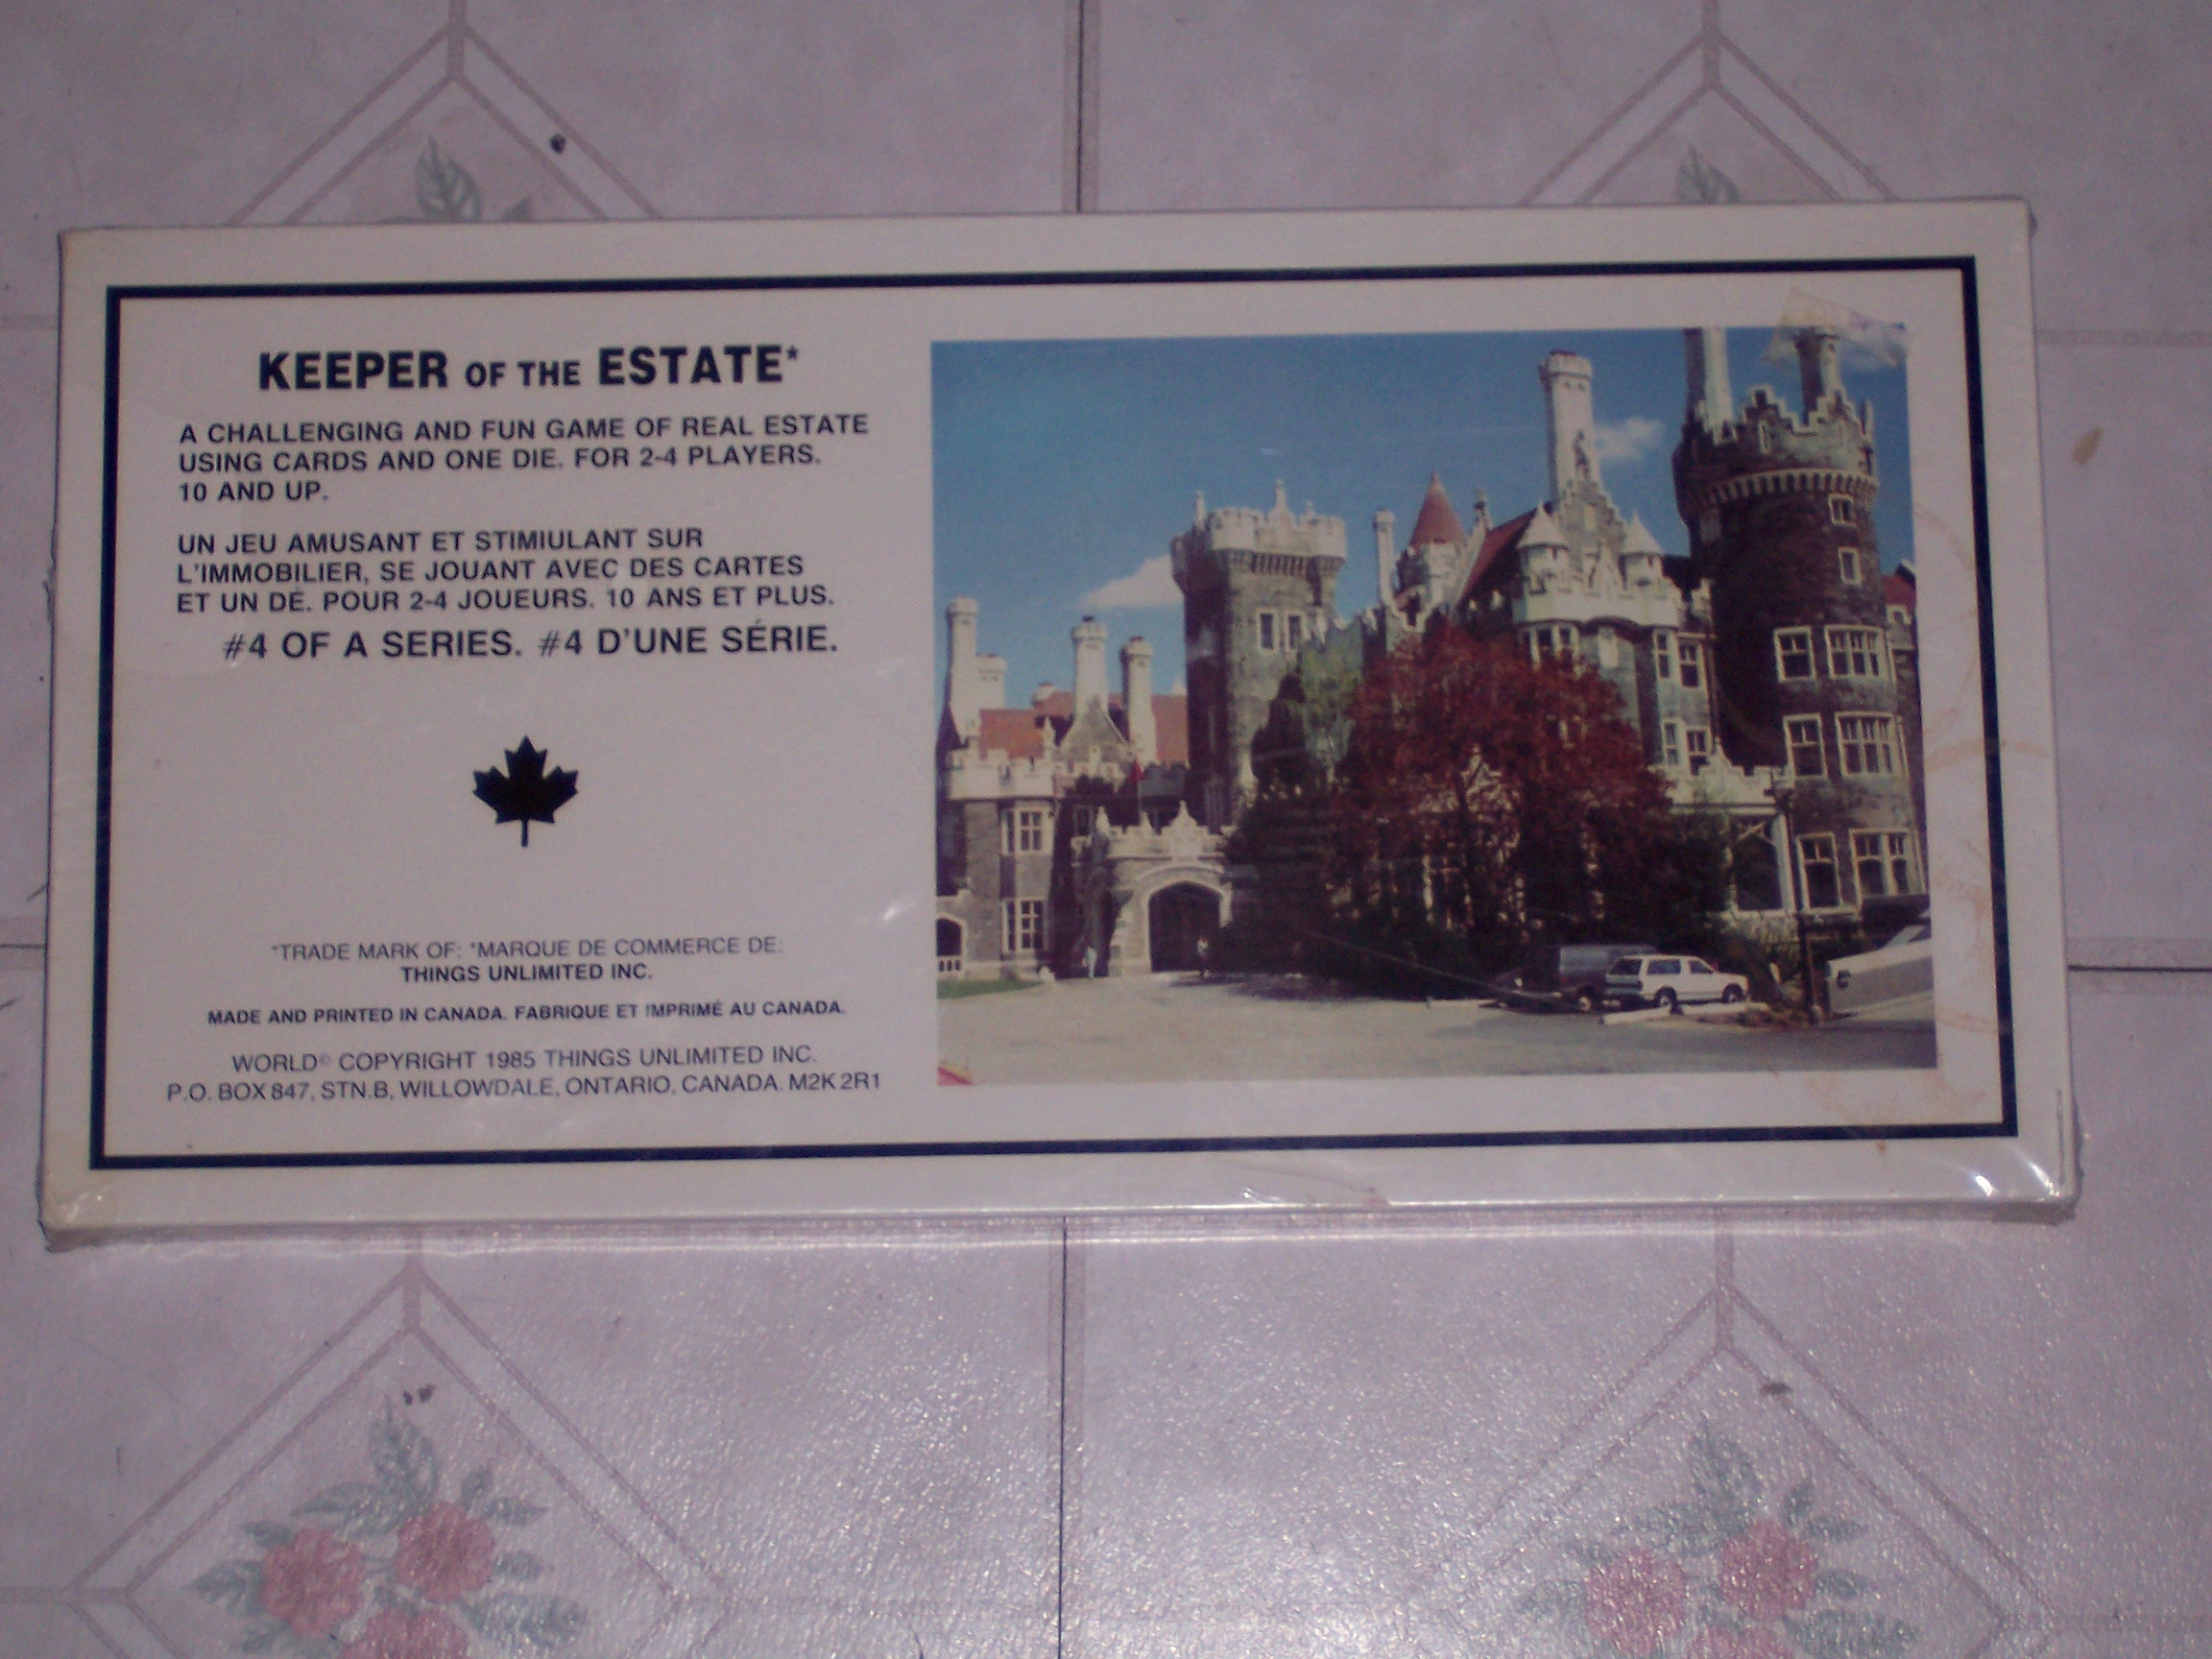 KEEPER OF THE ESTATE*
A CHALLENGING AND FUN GAME OF REAL ESTATE
USING CARDS AND ONE DIE. FOR 2-4 PLAYERS.
10 AND UP.
UN JEU AMUSANT ET STIMIULANT SUR
L'IMMOBILIER, SE JOUANT AVEC DES CARTES
ET UN DÉ. POUR 2-4 JOUEURS. 10 ANS ET PLUS.
#4 OF A SERIES. #4 D'UNE SÉRIE.
*TRADE MARK OF: *MARQUE DE COMMERCE DE:
THINGS UNLIMITED INC.
MADE AND PRINTED IN CANADA. FABRIQUE ET IMPRIMÉ AU CANADA.
WORLD© COPYRIGHT 1985 THINGS UNLIMITED INC.
P.O. BOX 847, STN.B, WILLOWDALE, ONTARIO, CANADA. M2K 2R1